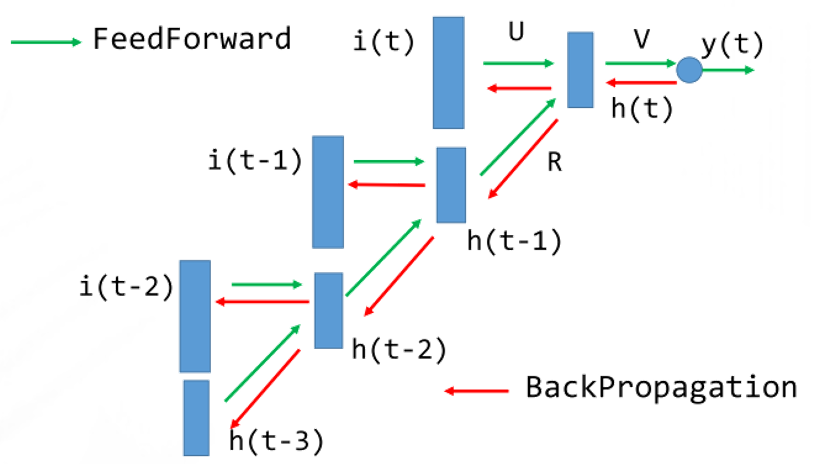 FeedForward
i(t)
U
V
y(t)
h(t)
i(t-1)
R
h(t-1)
i(t-2)
h(t-2)
BackPropagation
h(t-3)